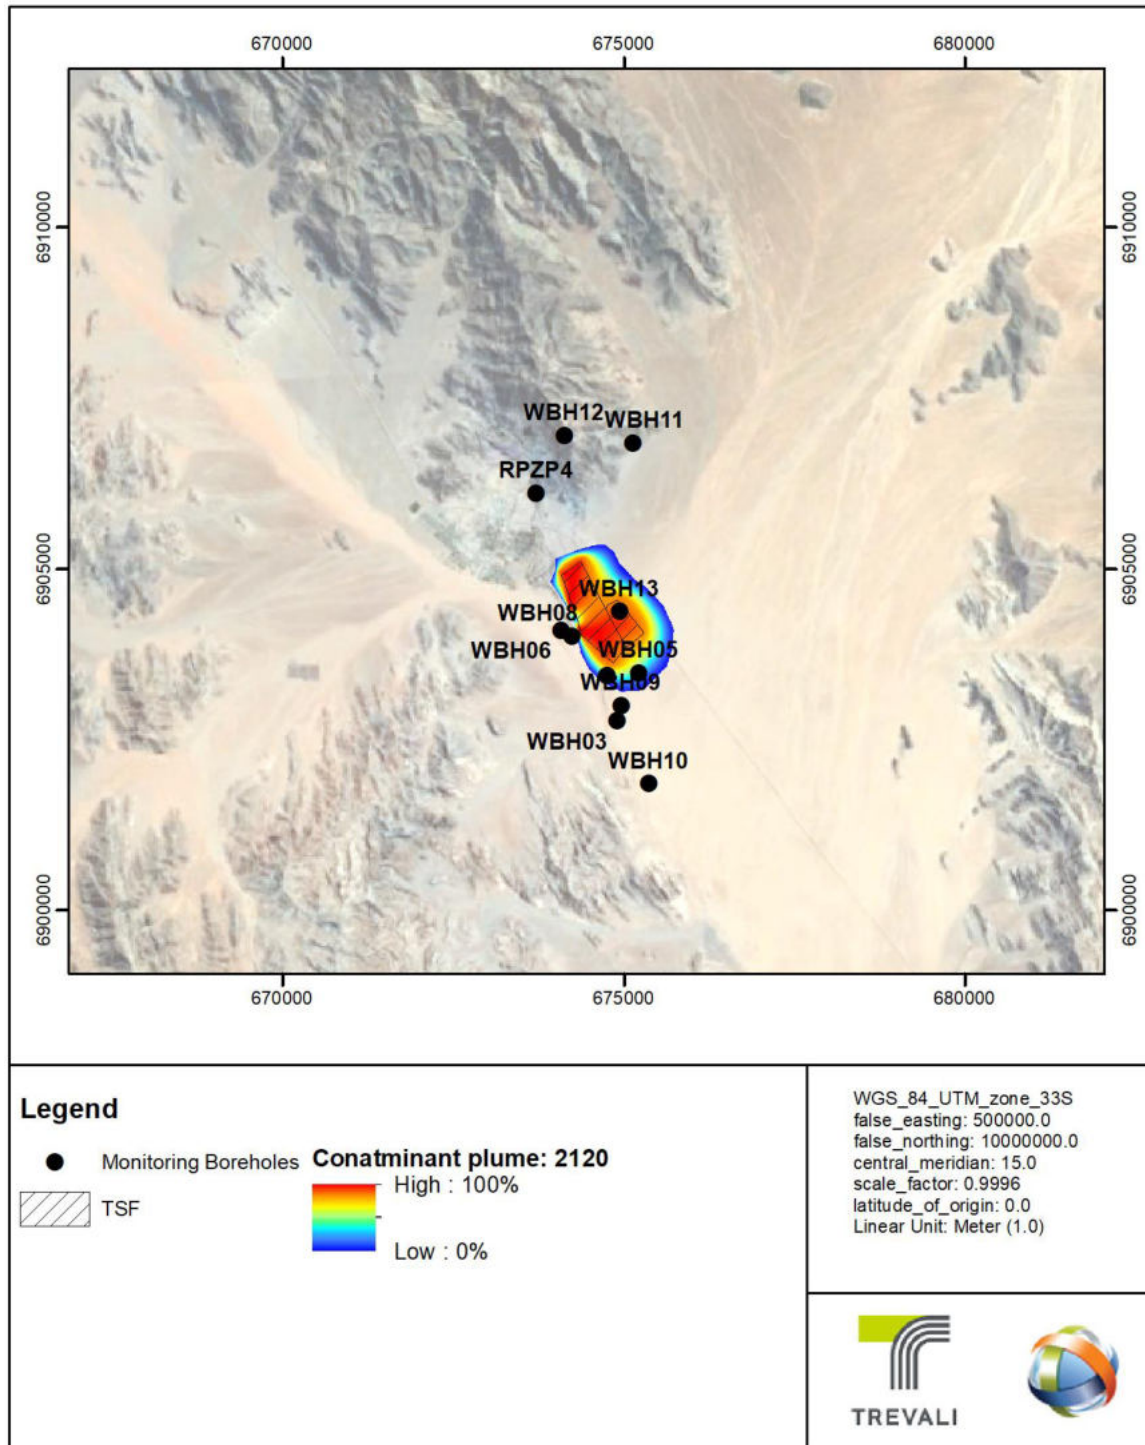 670000
675000
680000
6910000
6910000
WBH12
WBH11
RPZP4
6905000
6905000
WBH13
WBH08
WBH06
WBH05
WBH09
WBH03
WBH10
6900000
6900000
670000
675000
680000
Legend
Monitoring Boreholes
TSF
Conatminant plume: 2120
High : 100%
Low : 0%
WGS_84_UTM_zone_33S
false_easting: 500000.0
false_northing: 10000000.0
central_meridian: 15.0
scale_factor: 0.9996
latitude_of_origin: 0.0
Linear Unit: Meter (1.0)
TREVALI